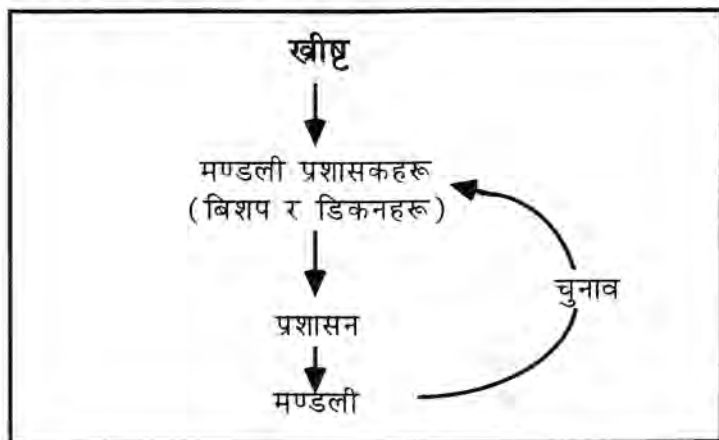 ख्रीष्ट
मण्डली प्रशासकहरू
(बिशप र डिकनहरू)
चुनाव
प्रशासन
मण्डली